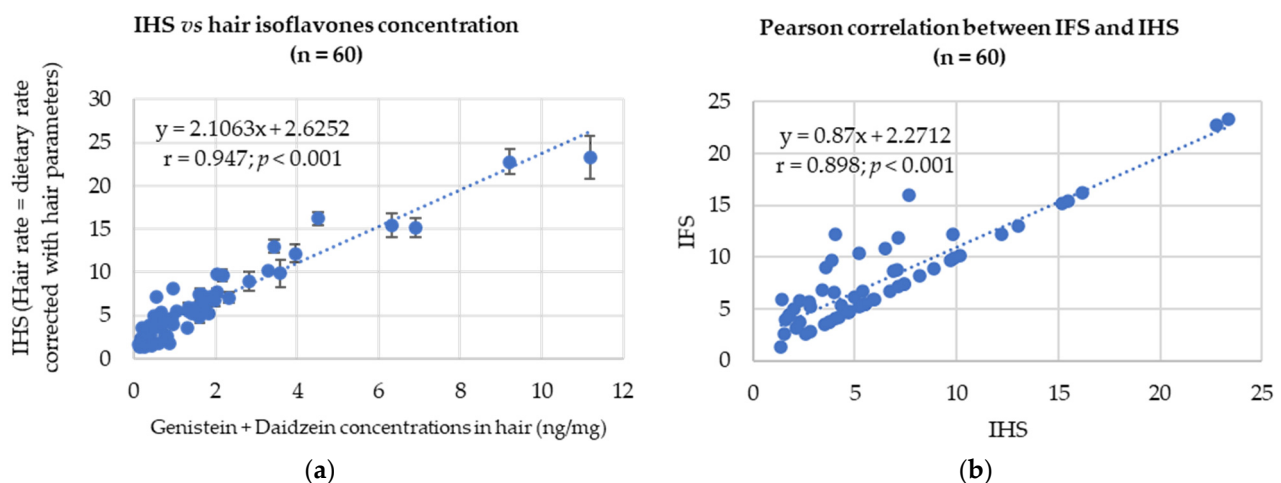 IHS vs hair isoflavones concentration
(n = 60)
IHS (Hair rate = dietary rate
corrected with hair parameters)
30
25
20
15
10
5
0
y = 2.1063x + 2.6252
r = 0.947; p < 0.001
0 2 4 6 8 10 12
Genistein + Daidzein concentrations in hair (ng/mg)
(a)
Pearson correlation between IFS and IHS
(n = 60)
IFS
25
20
15
10
5
0
y = 0.87x + 2.2712
r = 0.898; p < 0.001
0 5 10 15 20 25
IHS
(b)